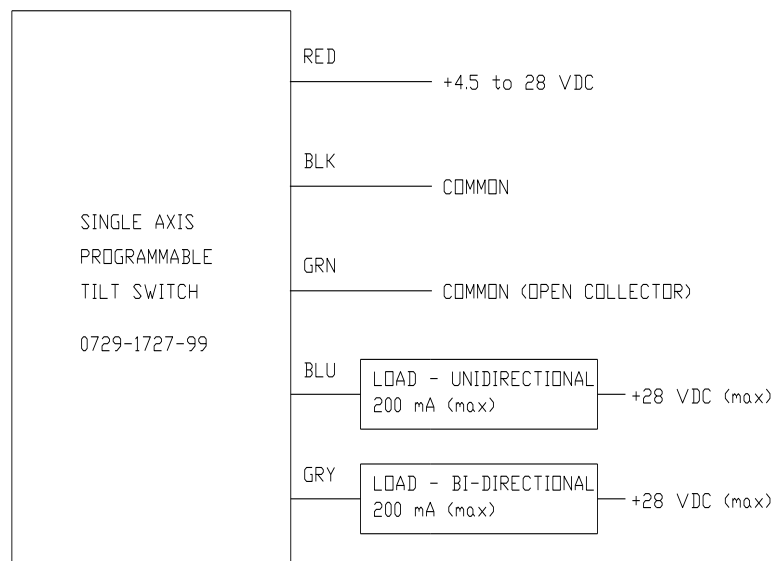 RED
+4.5 to 28 VDC
BLK
COMMON
SINGLE AXIS
PROGRAMMABLE
TILT SWITCH
0729-1727-99
GRN
COMMON (OPEN COLLECTOR)
BLU
LOAD - UNIDIRECTIONAL
200 mA (max)
+28 VDC (max)
GRY
LOAD - BI-DIRECTIONAL
200 mA (max)
+28 VDC (max)